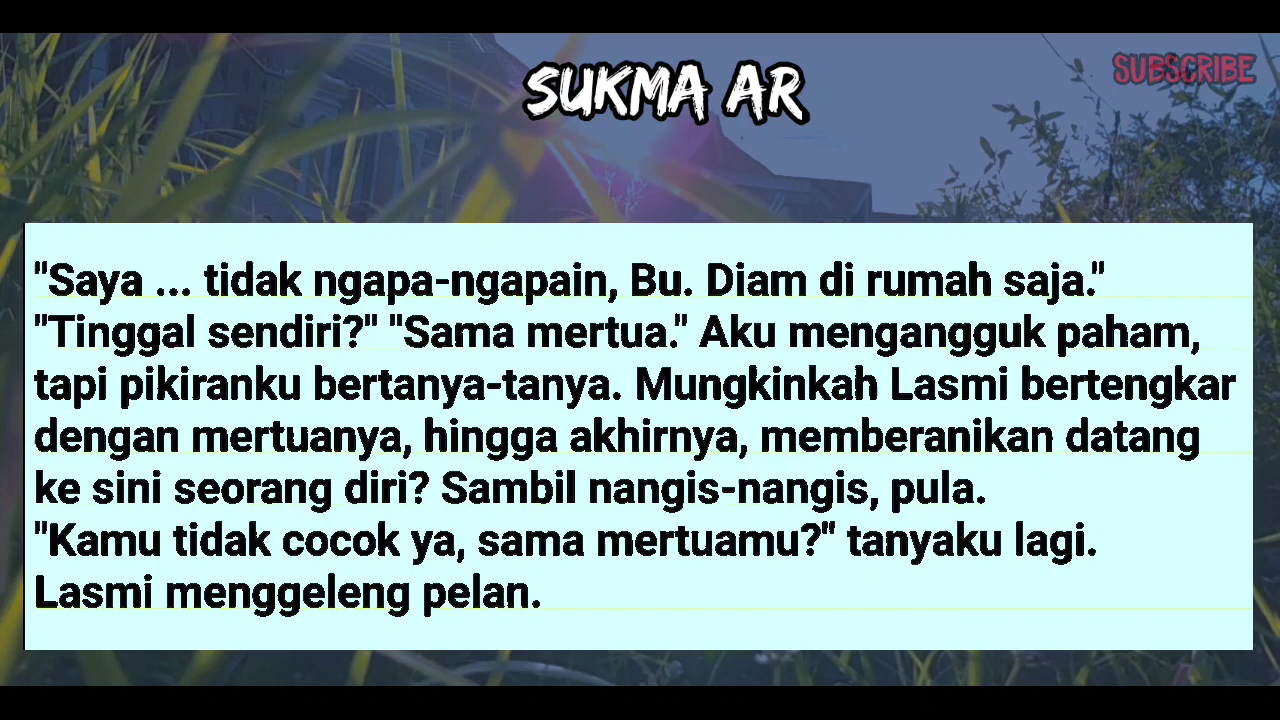 SUKMA AR
SUBSCRIBE
"Saya ... tidak ngapa-ngapain, Bu. Diam di rumah saja."
"Tinggal sendiri?" "Sama mertua." Aku mengangguk paham,
tapi pikiranku bertanya-tanya. Mungkinkah Lasmi bertengkar
dengan mertuanya, hingga akhirnya, memberanikan datang
ke sini seorang diri? Sambil nangis-nangis, pula.
"Kamu tidak cocok ya, sama mertuamu?" tanyaku lagi.
Lasmi menggeleng pelan.